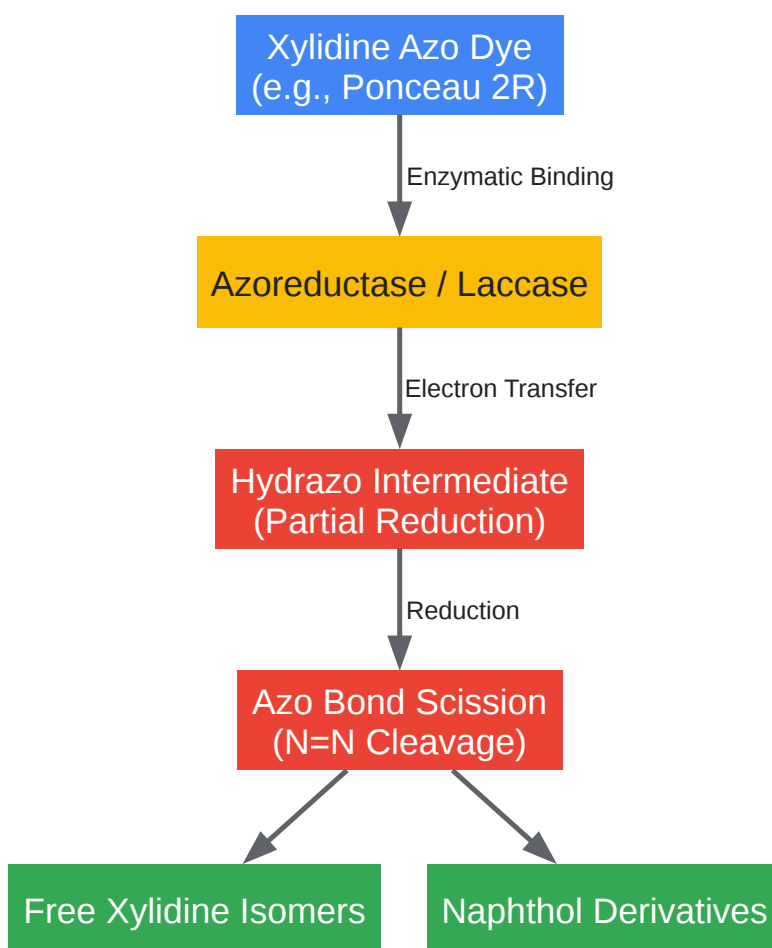 Xylidine Azo Dye
(e.g., Ponceau 2R)
Enzymatic Binding
Azoreductase / Laccase
Electron Transfer
Hydrazo Intermediate
(Partial Reduction)
Reduction
Azo Bond Scission
(N=N Cleavage)
Free Xylidine Isomers
Naphthol Derivatives